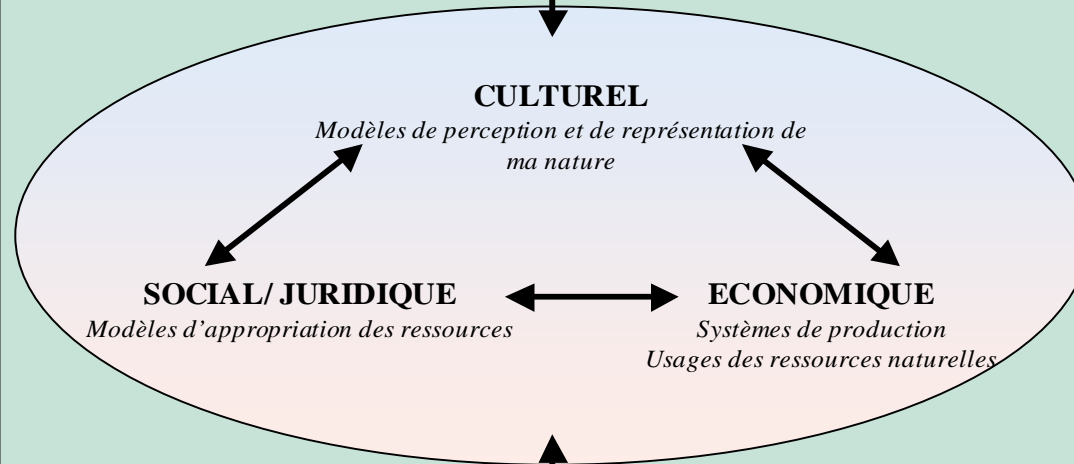 CULTUREL
Modèles de perception et de représentation de
ma nature
SOCIAL/ JURIDIQUE
Modèles d’appropriation des ressources
ECONOMIQUE
Systèmes de production
Usages des ressources naturelles